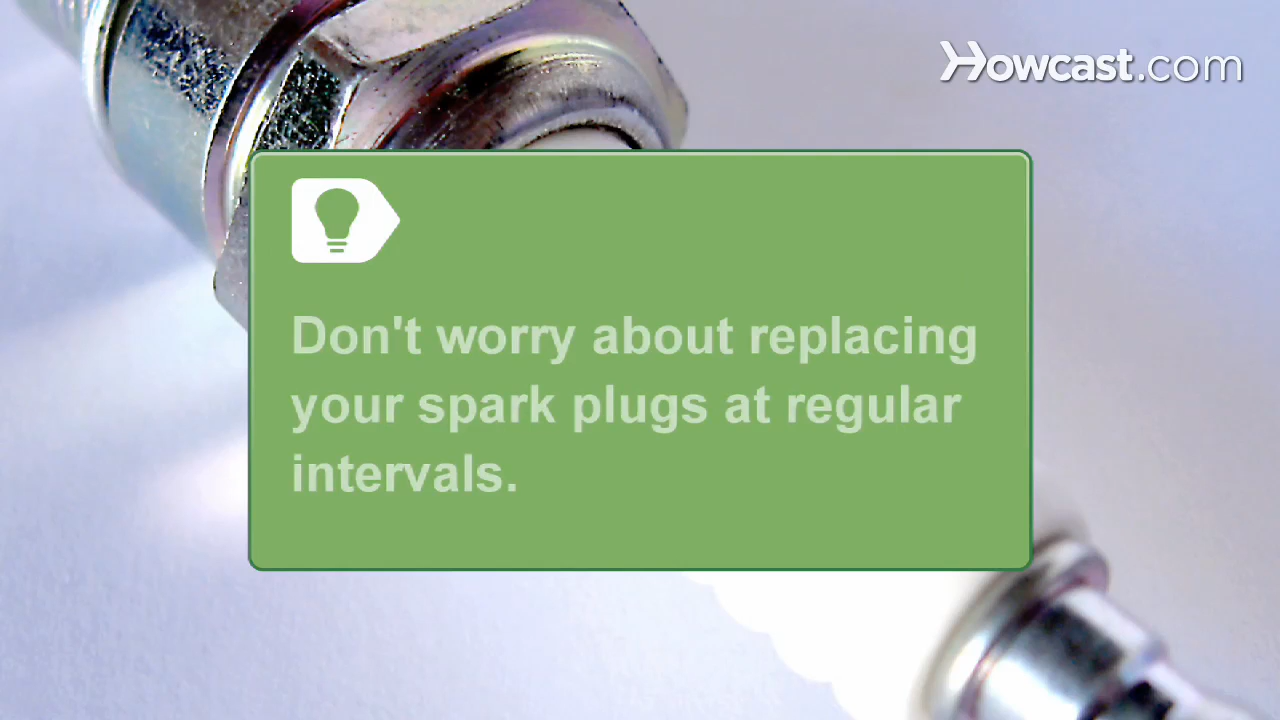 Howcast.com
Don't worry about replacing
your spark plugs at regular
intervals.